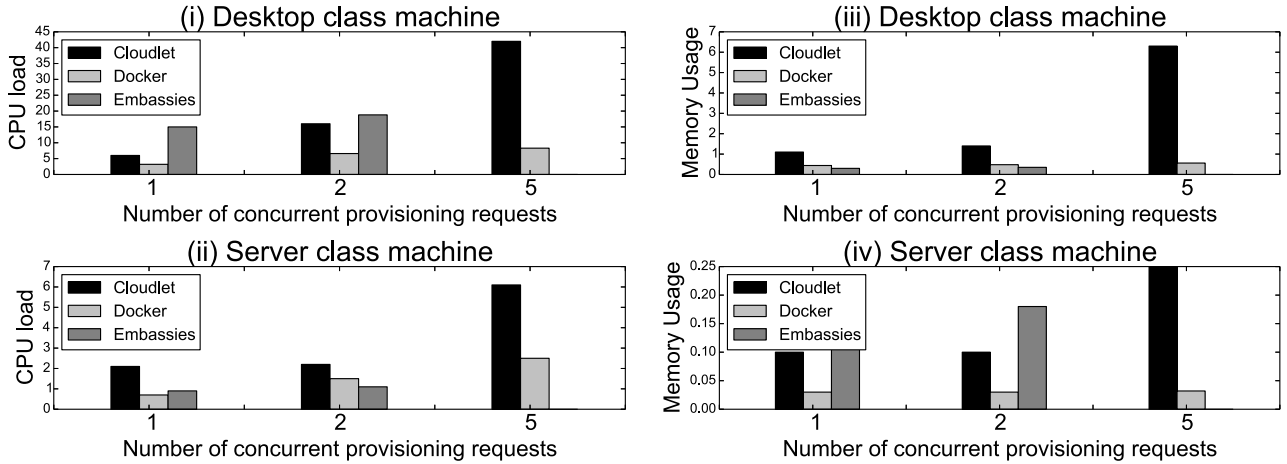 (i) Desktop class machine
CPU load
45
40
35
30
25
20
15
10
5
0
Cloudlet
Docker
Embassies
1 2 5
Number of concurrent provisioning requests
(iii) Desktop class machine
Memory Usage
7
6
5
4
3
2
1
0
Cloudlet
Docker
Embassies
1 2 5
Number of concurrent provisioning requests
(ii) Server class machine
CPU load
7
6
5
4
3
2
1
0
Cloudlet
Docker
Embassies
1 2 5
Number of concurrent provisioning requests
(iv) Server class machine
Memory Usage
0.25
0.20
0.15
0.10
0.05
0.00
Cloudlet
Docker
Embassies
1 2 5
Number of concurrent provisioning requests